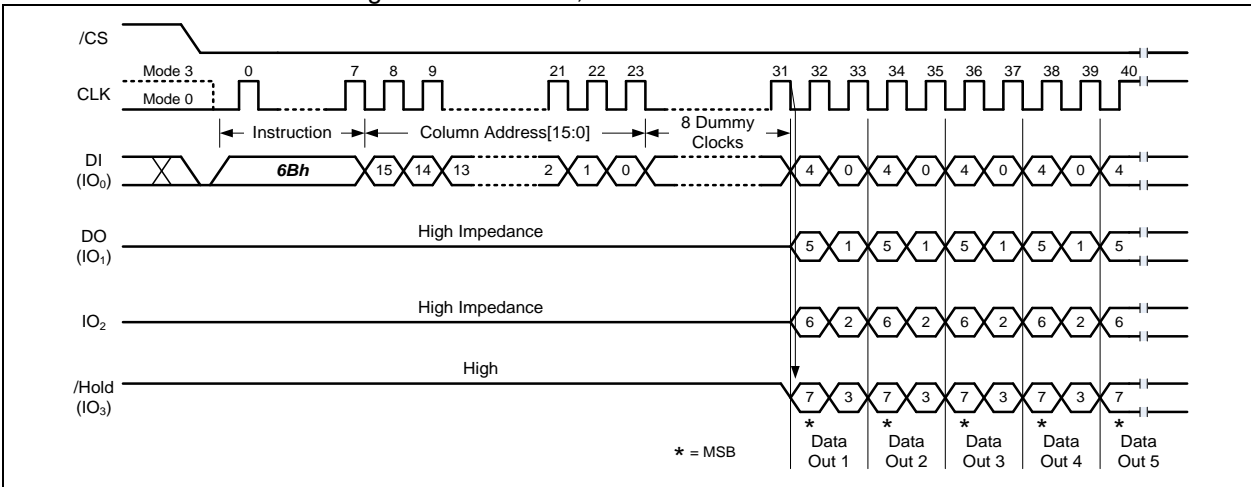 /CS
Mode 3 0 7 8 9 21 22 23 31 32 33 34 35 36 37 38 39 40
CLK
Mode 0
Instruction Column Address[15:0] 8 Dummy
Clocks
DI
(IO0)
6Bh 15 14 13 2 1 0 4 0 4 0 4 0 4 0 4
High Impedance
DO
(IO1)
5 1 5 1 5 1 5 1 5
High Impedance
IO2 6 2 6 2 6 2 6 2 6
High
/Hold
(IO3)
7 3 7 3 7 3 7 3 7
* * * * *
* = MSB
Data Data Data Data Data
Out 1 Out 2 Out 3 Out 4 Out 5